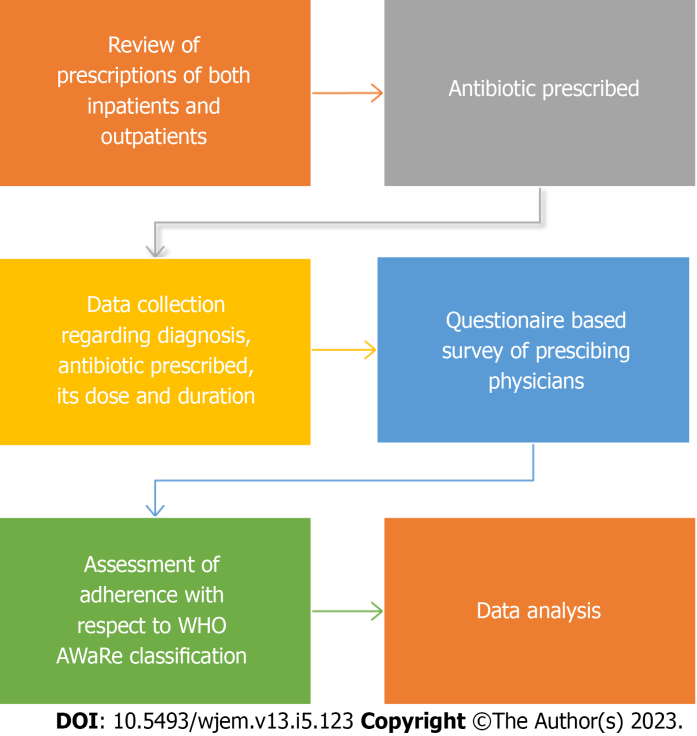 Review of
prescriptions of both
inpatients and
outpatients
Antibiotic prescribed
Data collection
regarding diagnosis,
antibiotic prescribed,
its dose and duration
Questionaire based
survey of prescibing
physicians
Assessment of
adherence with
respect to WHO
AWaRe classification
Data analysis
DOI: 10.5493/wjem.v13.i5.123 Copyright ©The Author(s) 2023.